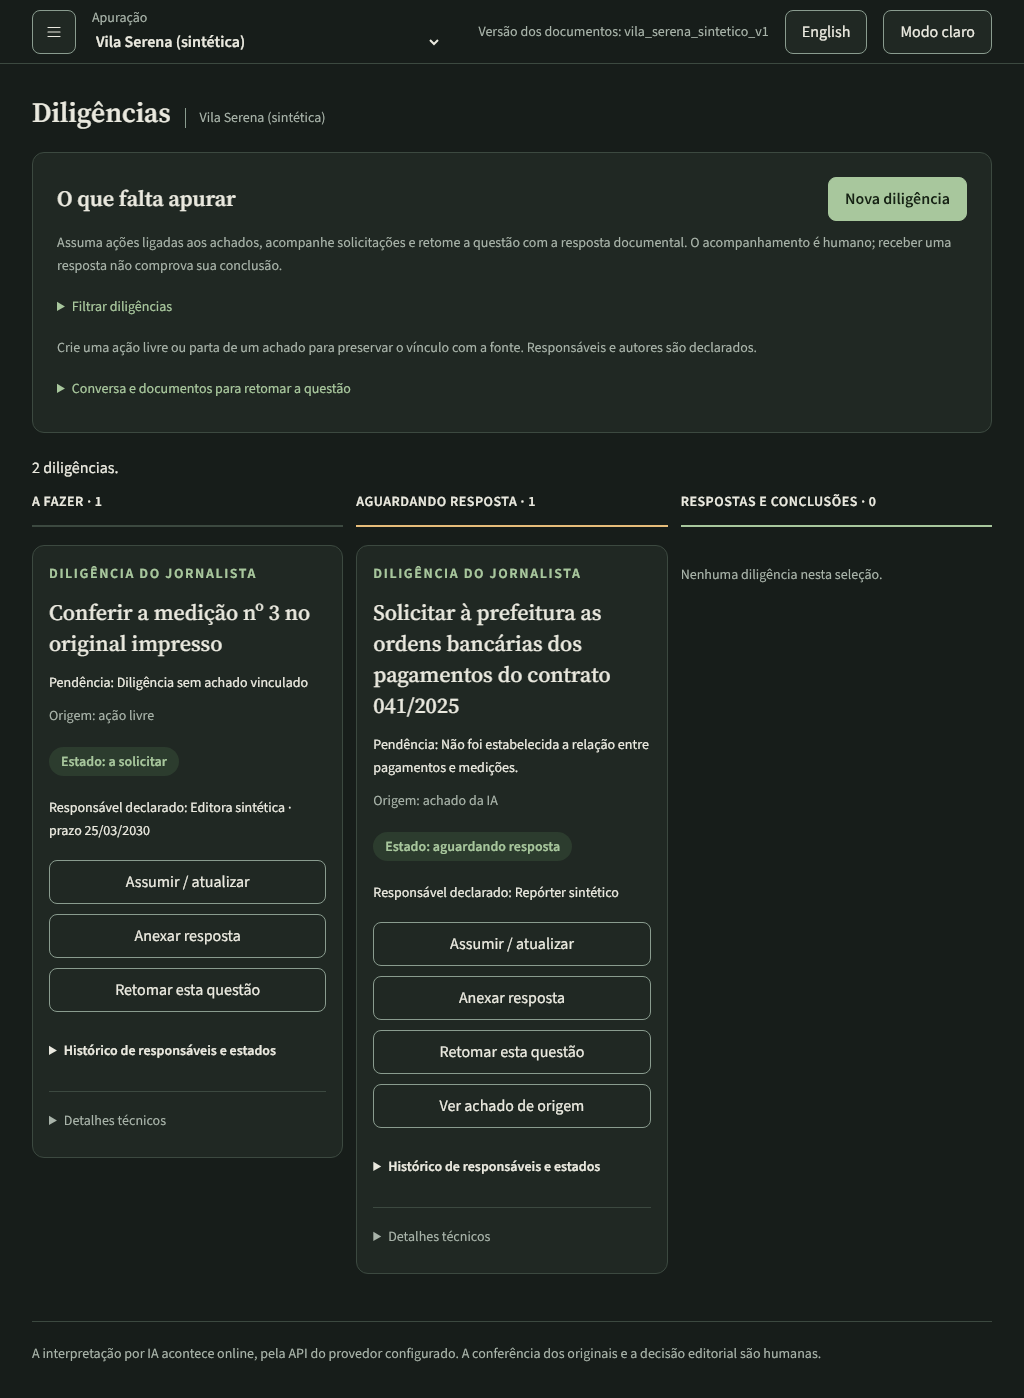 Apuração
Vila Serena (sintética)
Versão dos documentos: vila_serena_sintetico_v1
English
Modo claro
Diligências
Vila Serena (sintética)
O que falta apurar
Nova diligência
Assuma ações ligadas aos achados, acompanhe solicitações e retome a questão com a resposta documental. O acompanhamento é humano; receber uma
resposta não comprova sua conclusão.
Filtrar diligências
Crie uma ação livre ou parta de um achado para preservar o vínculo com a fonte. Responsáveis e autores são declarados.
Conversa e documentos para retomar a questão
2 diligências.
A FAZER · 1
DILIGÊNCIA DO JORNALISTA
Conferir a medição nº 3 no
original impresso
Pendência: Diligência sem achado vinculado
Origem: ação livre
Estado: a solicitar
Responsável declarado: Editora sintética ·
prazo 25/03/2030
Assumir / atualizar
Anexar resposta
Retomar esta questão
Histórico de responsáveis e estados
Detalhes técnicos
AGUARDANDO RESPOSTA · 1
DILIGÊNCIA DO JORNALISTA
Solicitar à prefeitura as
ordens bancárias dos
pagamentos do contrato
041/2025
Pendência: Não foi estabelecida a relação entre
pagamentos e medições.
Origem: achado da IA
Estado: aguardando resposta
Responsável declarado: Repórter sintético
Assumir / atualizar
Anexar resposta
Retomar esta questão
Ver achado de origem
Histórico de responsáveis e estados
Detalhes técnicos
RESPOSTAS E CONCLUSÕES · 0
Nenhuma diligência nesta seleção.
A interpretação por IA acontece online, pela API do provedor configurado. A conferência dos originais e a decisão editorial são humanas.